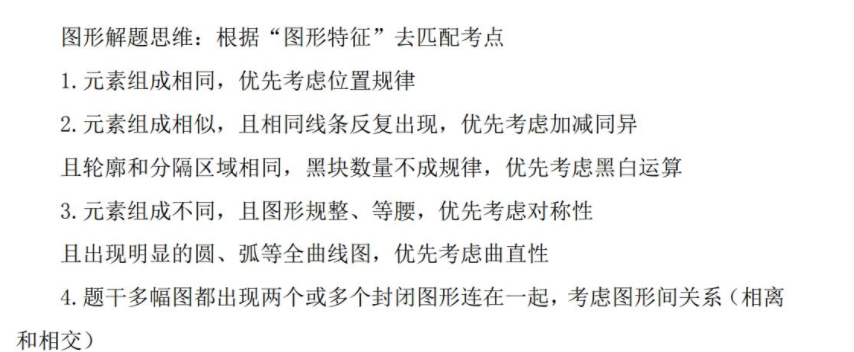 图形解题思维：根据“图形特征”去匹配考点
1.元素组成相同，优先考虑位置规律
2.元素组成相似，且相同线条反复出现，优先考虑加减同异
且轮廓和分隔区域相同，黑块数量不成规律，优先考虑黑白运算
3.元素组成不同，且图形规整、等腰，优先考虑对称性
且出现明显的圆、弧等全曲线图，优先考虑曲直性
4.题干多幅图都出现两个或多个封闭图形连在一起，考虑图形间关系（相离
和相交）